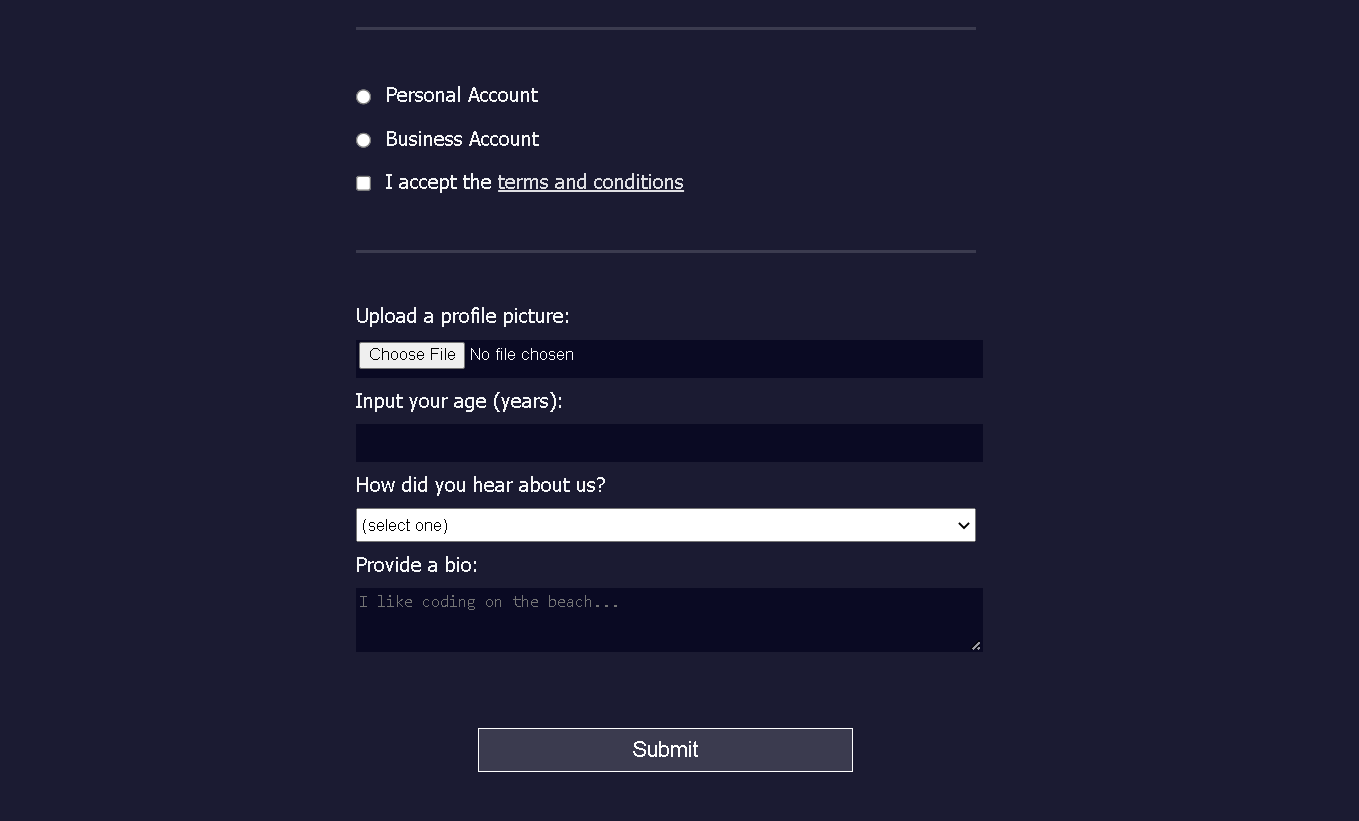 Personal Account
Business Account
I accept the terms and conditions
Upload a profile picture:
Choose File No file chosen
Input your age (years):
How did you hear about us?
(select one)
Provide a bio:
I like coding on the beach...
Submit